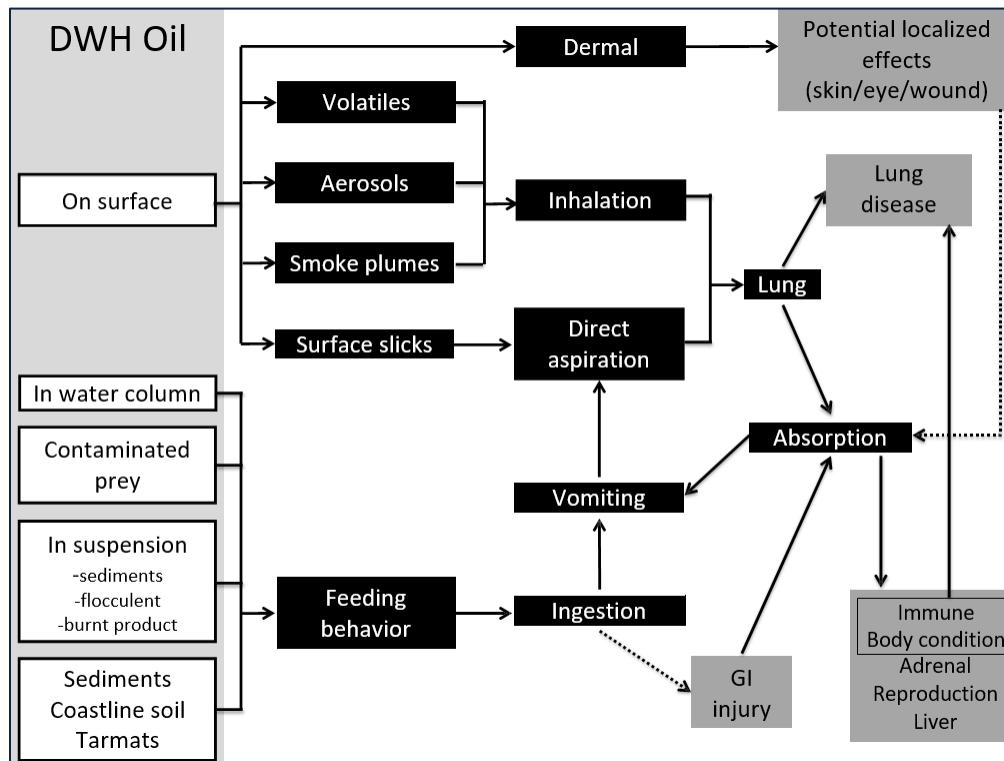 DWH Oil
Dermal
Potential localized
effects
(skin/eye/wound)
Volatiles
Aerosols
On surface
Inhalation
Lung
disease
Smoke plumes
Lung
Surface slicks
Direct
aspiration
In water column
Contaminated
prey
Absorption
Vomiting
In suspension
-sediments
-flocculent
-burnt product
Feeding
behavior
Ingestion
Immune
Body condition
Adrenal
Reproduction
Liver
GI
injury
Sediments
Coastline soil
Tarmats